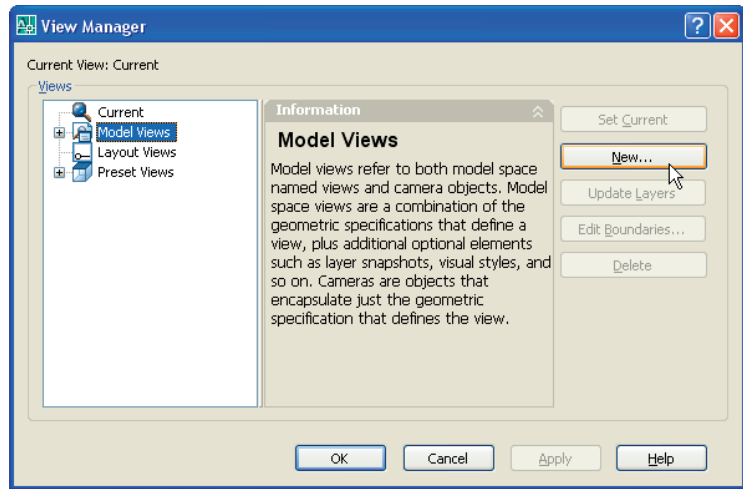 View Manager
Current View: Current
Views
Current
Model Views
Layout Views
Preset Views
Information
Model Views
Model views refer to both model space
named views and camera objects. Model
space views are a combination of the
geometric specifications that define a
view, plus additional optional elements
such as layer snapshots, visual styles, and
so on. Cameras are objects that
encapsulate just the geometric
specification that defines the view.
Set Current
New...
Update Layers
Edit Boundaries...
Delete
OK
Cancel
Apply
Help